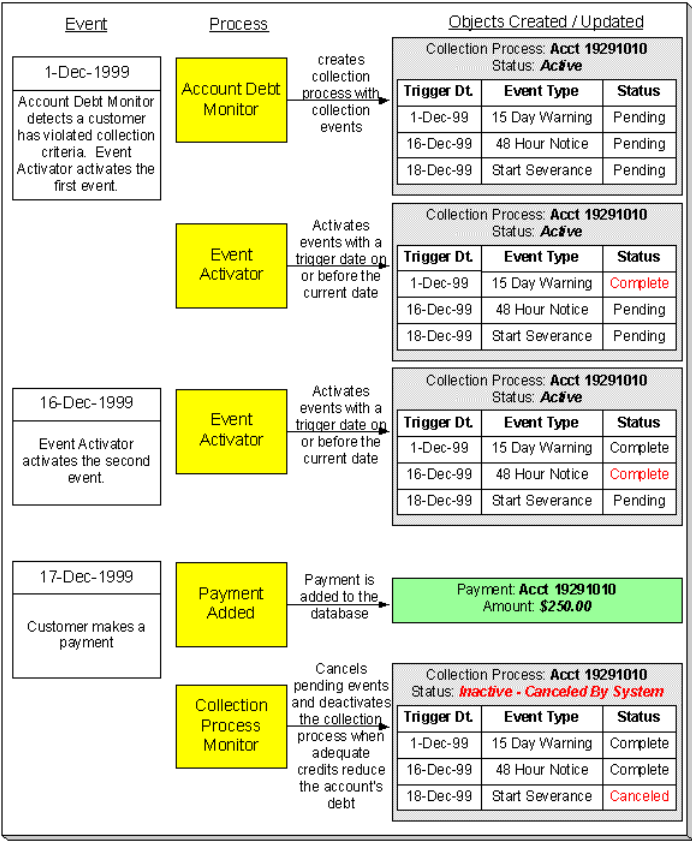 Event
Process
Objects Created / Updated
1-Dec-1999
Account Debt Monitor
detects a customer
has violated collection
criteria. Event
Activator activates the
first event.
Account Debt
Monitor
creates
collection
process with
collection
events
Collection Process: Acct 19291010
Status: Active
Trigger Dt. Event Type Status
1-Dec-99 15 Day Warning Pending
16-Dec-99 48 Hour Notice Pending
18-Dec-99 Start Severance Pending
Event
Activator
Activates
events with a
trigger date on
or before the
current date
Collection Process: Acct 19291010
Status: Active
Trigger Dt. Event Type Status
1-Dec-99 15 Day Warning Complete
16-Dec-99 48 Hour Notice Pending
18-Dec-99 Start Severance Pending
16-Dec-1999
Event Activator
activates the second
event.
Event
Activator
Activates
events with a
trigger date on
or before the
current date
Collection Process: Acct 19291010
Status: Active
Trigger Dt. Event Type Status
1-Dec-99 15 Day Warning Complete
16-Dec-99 48 Hour Notice Complete
18-Dec-99 Start Severance Pending
17-Dec-1999
Customer makes a
payment
Payment
Added
Payment is
added to the
database
Payment: Acct 19291010
Amount: $250.00
Collection
Process
Monitor
Cancels
pending events
and deactivates
the collection
process when
adequate
credits reduce
the account's
debt
Collection Process: Acct 19291010
Status: Inactive - Canceled By System
Trigger Dt. Event Type Status
1-Dec-99 15 Day Warning Complete
16-Dec-99 48 Hour Notice Complete
18-Dec-99 Start Severance Canceled